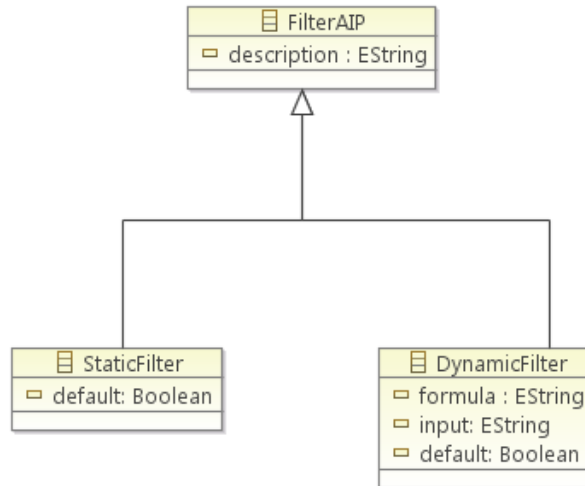 FilterAIP
description : EString
StaticFilter
default: Boolean
DynamicFilter
formula : EString
input: EString
default: Boolean